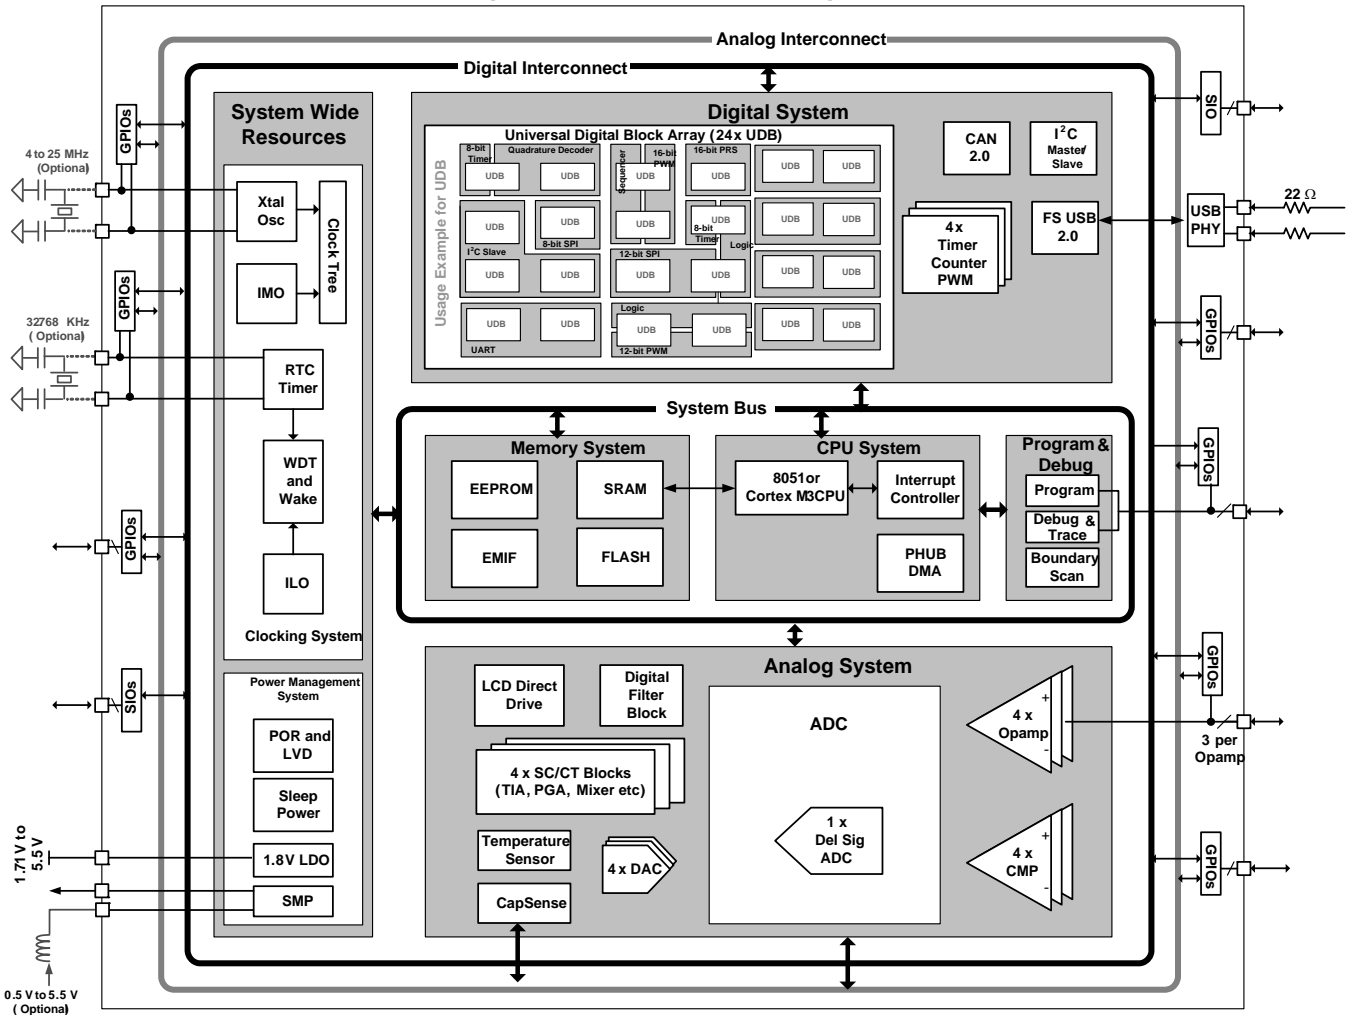 Analog Interconnect
Digital Interconnect
System Wide
Resources
Digital System
Universal Digital Block Array (24x UDB)
Usage Example for UDB
8-bit
Timer
Quadrature Decoder
Sequencer
16-bit
PWM
16-bit PRS
UDB
UDB
UDB
UDB
UDB
UDB
UDB
UDB
UDB
UDB
UDB
UDB
8-bit SPI
8-bit
Timer
Logic
I²C Slave
12-bit SPI
UDB
UDB
UDB
UDB
UDB
UDB
Logic
UDB
UDB
UDB
UDB
UDB
UDB
UART
12-bit PWM
CAN
2.0
I²C
Master/
Slave
4x
Timer
Counter
PWM
FS USB
2.0
SIO
USB
PHY
22 Ω
GPIOs
GPIOs
GPIOs
3 per
Opamp
GPIOs
GPIOs
4 to 25 MHz
(Optional)
GPIOs
32768 KHz
(Optional)
GPIOs
SIOs
1.71 V to
5.5 V
0.5 V to 5.5 V
(Optional)
Xtal
Osc
Clock Tree
IMO
RTC
Timer
WDT
and
Wake
ILO
Clocking System
Power Management
System
POR and
LVD
Sleep
Power
1.8V LDO
SMP
System Bus
Memory System
EEPROM
SRAM
EMIF
FLASH
CPU System
8051or
Cortex M3CPU
Interrupt
Controller
PHUB
DMA
Program &
Debug
Program
Debug &
Trace
Boundary
Scan
Analog System
LCD Direct
Drive
Digital
Filter
Block
4 x SC/CT Blocks
(TIA, PGA, Mixer etc)
Temperature
Sensor
4 x DAC
CapSense
ADC
1 x
Del Sig
ADC
+
4 x
Opamp
-
+
4 x
CMP
-